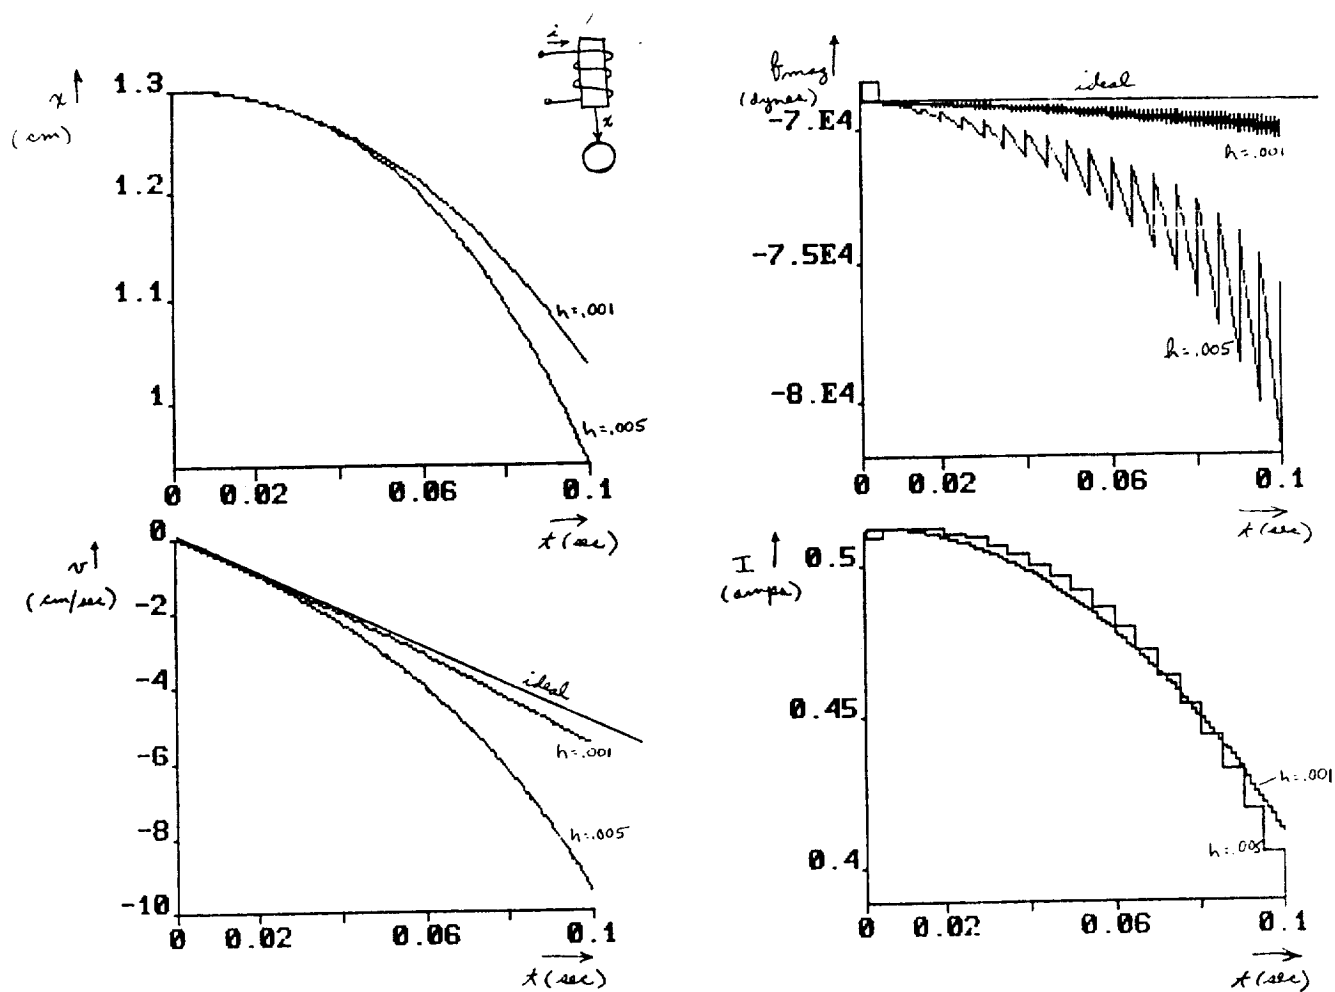 i
x
x
(cm)
1.3
1.2
1.1
1
h=.001
h=.005
0 0.02 0.06 0.1
t (sec)
fmag
(dynes)
ideal
-7.E4
-7.5E4
-8.E4
h=.001
h=.005
0 0.02 0.06 0.1
t (sec)
v
(cm/sec)
0
-2
-4
-6
-8
-10
ideal
h=.001
h=.005
0 0.02 0.06 0.1
t (sec)
I
(amps)
0.5
0.45
0.4
h=.001
h=.005
0 0.02 0.06 0.1
t (sec)